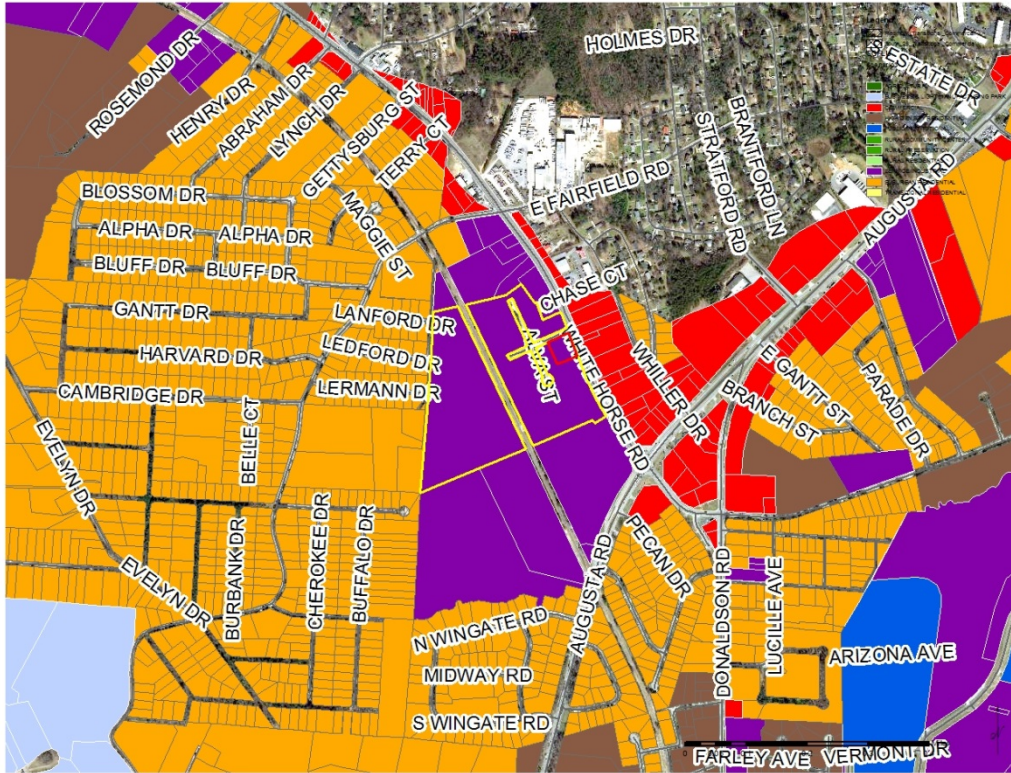 ROSEMOND DR
HENRY DR
ABRAHAM DR
LYNCH DR
GETTYSBURG ST
TERRY CT
HOLMES DR
ESTATE DR
BRANTFORD LN
STRATFORD RD
AUGUSTA RD
E FAIRFIELD RD
BLOSSOM DR
MAGGIE ST
ALPHA DR
ALPHA DR
BLUFF DR
BLUFF DR
CHASE CT
GANTT DR
LANFORD DR
HARVARD DR
LEDFORD DR
WHITE HORSE RD
WHILLER DR
E GANTT ST
PARADE DR
CAMBRIDGE DR
LERMANN DR
BRANCH ST
BELLE CT
EVELYN DR
PECAN DR
BURBANK DR
CHEROKEE DR
BUFFALO DR
EVELYN DR
N WINGATE RD
AUGUSTA RD
DONALDSON RD
LUCILLE AVE
ARIZONA AVE
MIDWAY RD
S WINGATE RD
FARLEY AVE
VERMONT DR